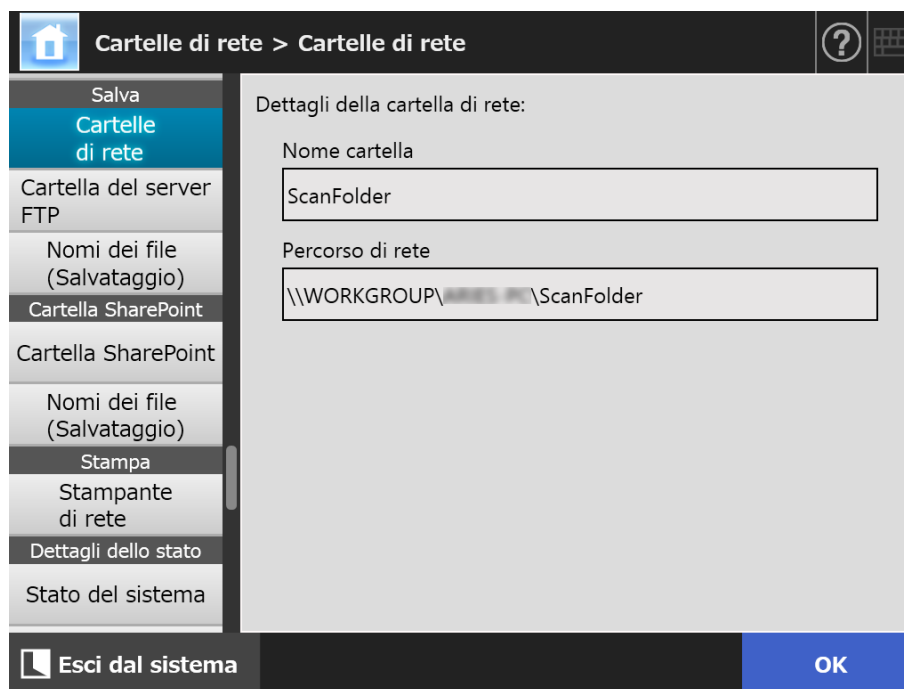 Cartelle di rete > Cartelle di rete
Salva
Cartelle
di rete
Cartella del server
FTP
Nomi dei file
(Salvataggio)
Cartella SharePoint
Cartella SharePoint
Nomi dei file
(Salvataggio)
Stampa
Stampante
di rete
Dettagli dello stato
Stato del sistema
Dettagli della cartella di rete:
Nome cartella
ScanFolder
Percorso di rete
\\WORKGROUP\ \ScanFolder
Esci dal sistema
OK